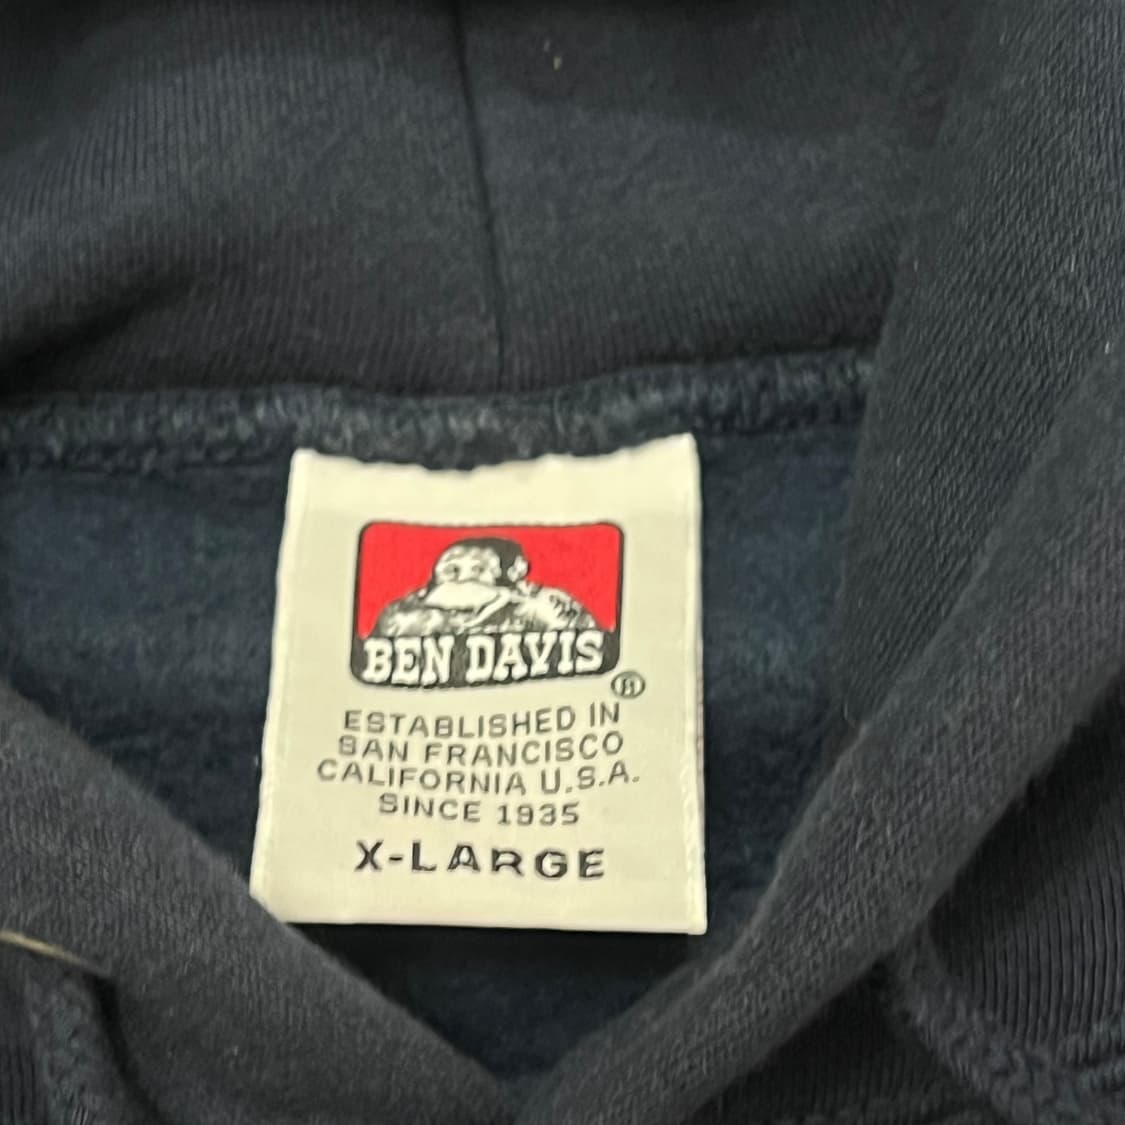 BEN DAVIS
®
ESTABLISHED IN
SAN FRANCISCO
CALIFORNIA U.S.A.
SINCE 1935
X-LARGE